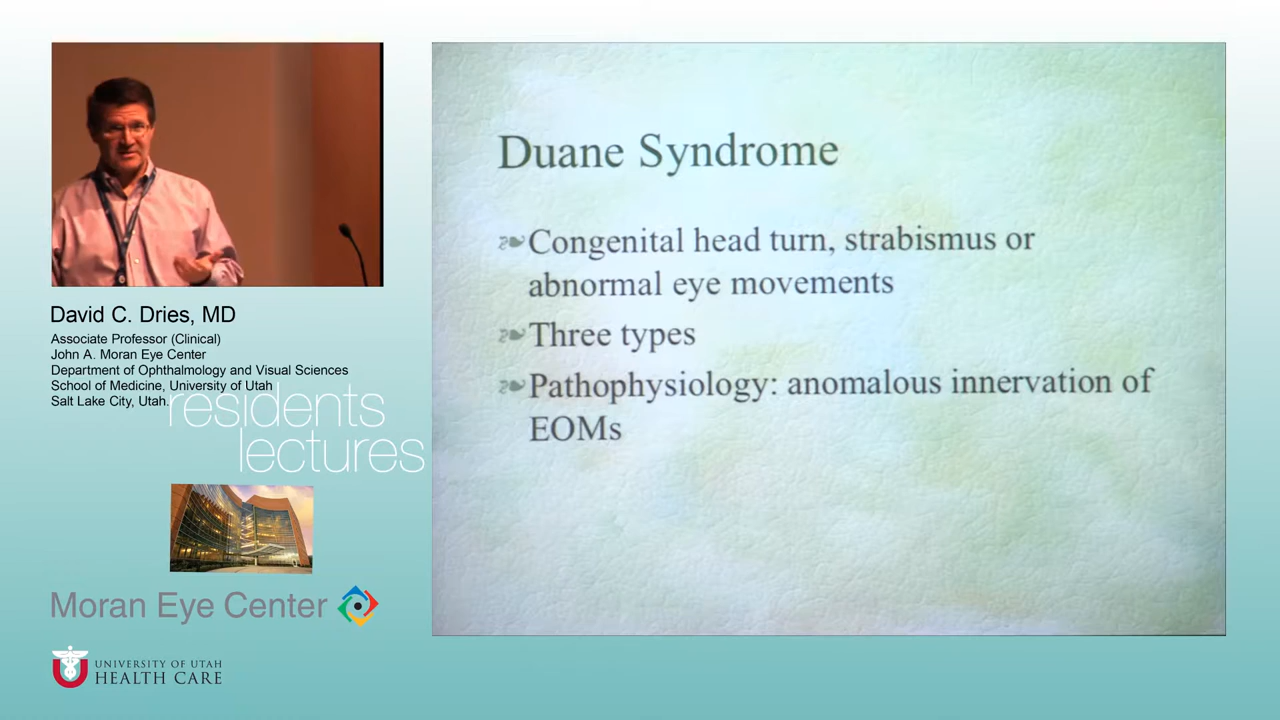 David C. Dries, MD
Associate Professor (Clinical)
John A. Moran Eye Center
Department of Ophthalmology and Visual Sciences
School of Medicine, University of Utah
Salt Lake City, Utah.
residents
lectures
Moran Eye Center
UNIVERSITY OF UTAH
HEALTH CARE
Duane Syndrome
Congenital head turn, strabismus or
abnormal eye movements
Three types
Pathophysiology: anomalous innervation of
EOMs